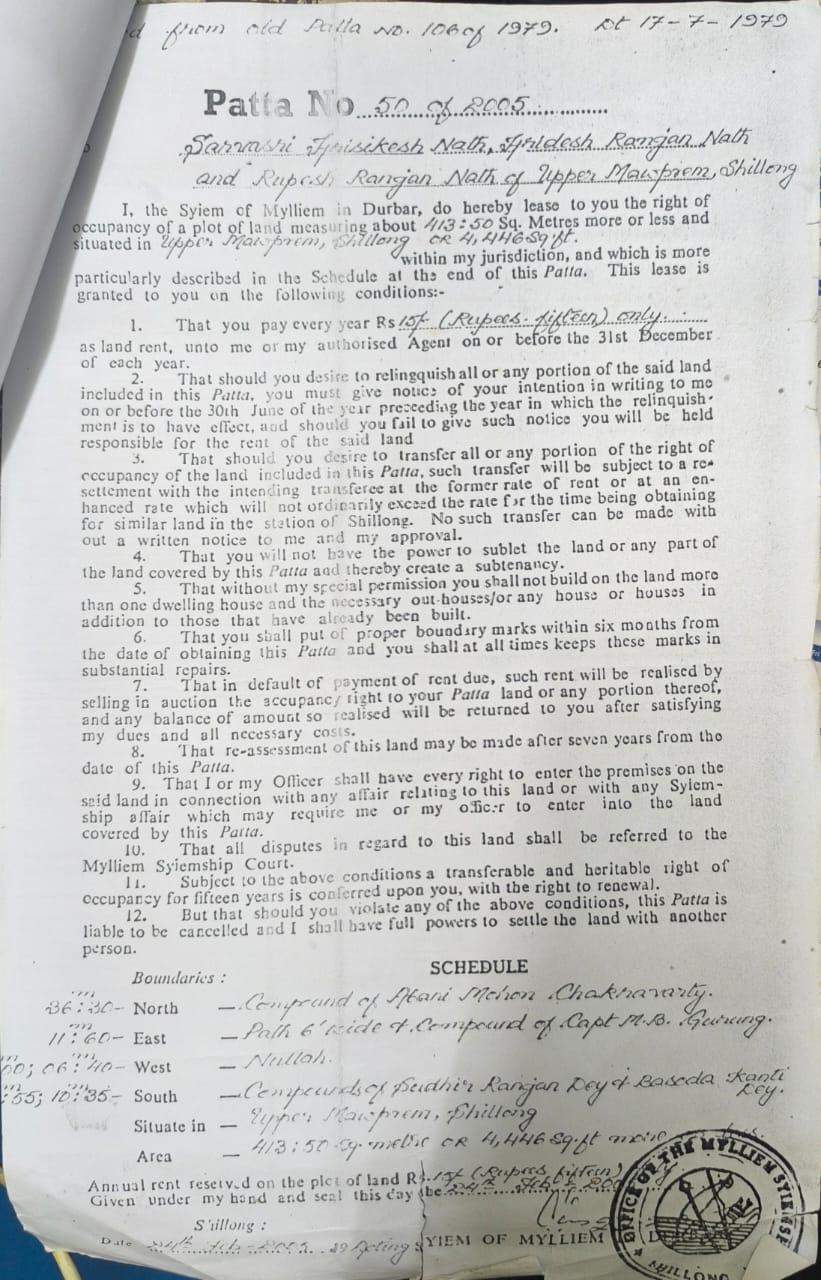 from old Patta No. 106 of 1979. Dt 17-7-1979
Patta No 50 of 2005
Sarvashri Hrisikesh Nath, Hridesh Ranjan Nath
and Rupesh Ranjan Nath of Upper Mawprem, Shillong
I, the Syiem of Mylliem in Durbar, do hereby lease to you the right of
occupancy of a plot of land measuring about 413:50 Sq. Metres more or less and
situated in Upper Mawprem, Shillong OR 4,446 Sq.ft.
within my jurisdiction, and which is more
particularly described in the Schedule at the end of this Patta. This lease is
granted to you on the following conditions:-
1. That you pay every year Rs 15/- (Rupees fifteen) only.
as land rent, unto me or my authorised Agent on or before the 31st December
of each year.
2. That should you desire to relingquish all or any portion of the said land
included in this Patta, you must give notice of your intention in writing to me
on or before the 30th June of the year preceding the year in which the relinquish-
ment is to have effect, and should you fail to give such notice you will be held
responsible for the rent of the said land
3. That should you desire to transfer all or any portion of the right of
occupancy of the land included in this Patta, such transfer will be subject to a re-
settlement with the intending transferee at the former rate of rent or at an en-
hanced rate which will not ordinarily exceed the rate for the time being obtaining
for similar land in the station of Shillong. No such transfer can be made with
out a written notice to me and my approval.
4. That you will not have the power to sublet the land or any part of
the land covered by this Patta and thereby create a subtenancy.
5. That without my special permission you shall not build on the land more
than one dwelling house and the necessary out-houses/or any house or houses in
addition to those that have already been built.
6. That you shall put of proper boundary marks within six months from
the date of obtaining this Patta and you shall at all times keeps these marks in
substantial repairs.
7. That in default of payment of rent due, such rent will be realised by
selling in auction the accupancy right to your Patta land or any portion thereof,
and any balance of amount so realised will be returned to you after satisfying
my dues and all necessary costs.
8. That re-assessment of this land may be made after seven years from the
date of this Patta.
9. That I or my Officer shall have every right to enter the premises on the
said land in connection with any affair relating to this land or with any Syiem-
ship affair which may require me or my officer to enter into the land
covered by this Patta.
10. That all disputes in regard to this land shall be referred to the
Mylliem Syiemship Court.
11. Subject to the above conditions a transferable and heritable right of
occupancy for fifteen years is conferred upon you, with the right to renewal.
12. But that should you violate any of the above conditions, this Patta is
liable to be cancelled and I shall have full powers to settle the land with another
person.
SCHEDULE
Boundaries :
36:30- North — Compound of Abani Mohon Chakravarty.
11:60- East — Path 6' wide & Compound of Capt M.B. Gurung.
06:40- West — Nullah.
55; 10:35- South — Compounds of Sudhir Ranjan Dey & Baseda Kanti Dey.
Situate in — Upper Mawprem, Shillong
Area — 413:50 Sq. metre OR 4,446 Sq.ft more
Annual rent reserved on the plot of land Rs. 15/- (Rupees fifteen)
Given under my hand and seal this day the 24th Feb
Shillong :
Date 24th Feb-2005. Acting SYIEM OF MYLLIEM
OFFICE OF THE MYLLIEM SYIEMSHIP
SHILLONG